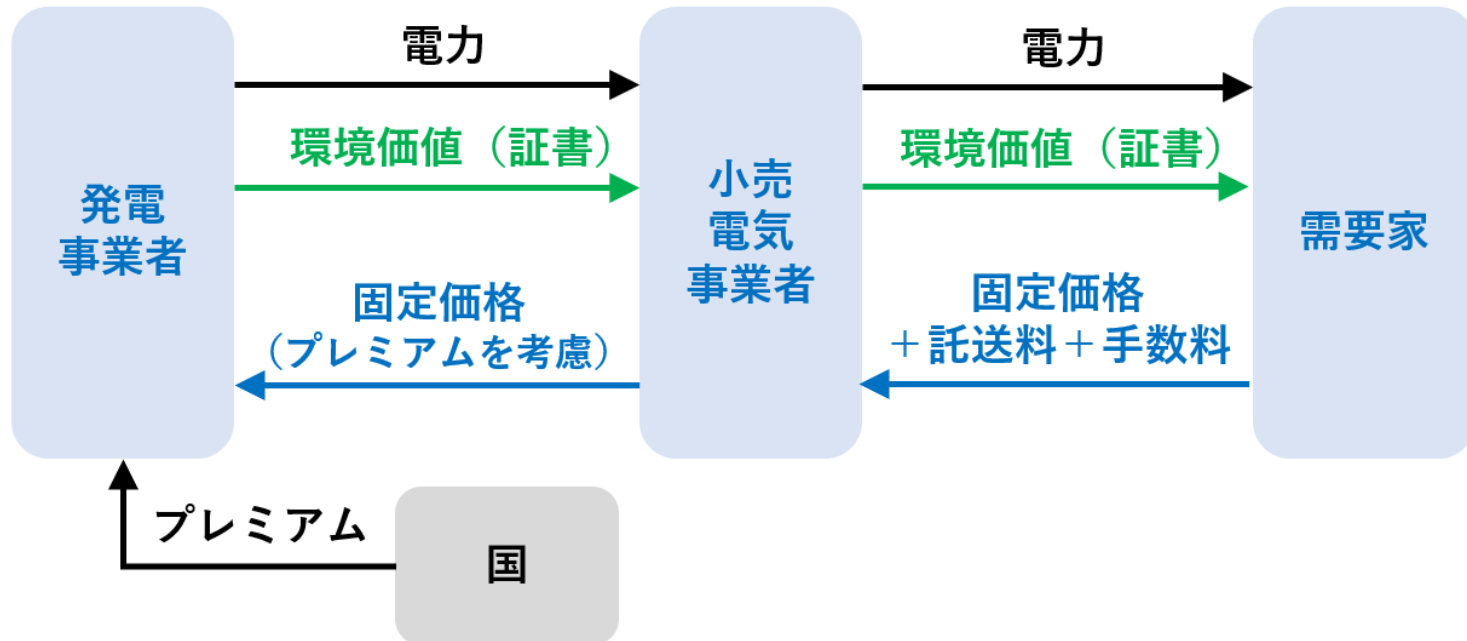 発電
事業者
電力
環境価値（証書）
固定価格
（プレミアムを考慮）
小売
電気
事業者
電力
環境価値（証書）
固定価格
＋託送料＋手数料
需要家
プレミアム
国